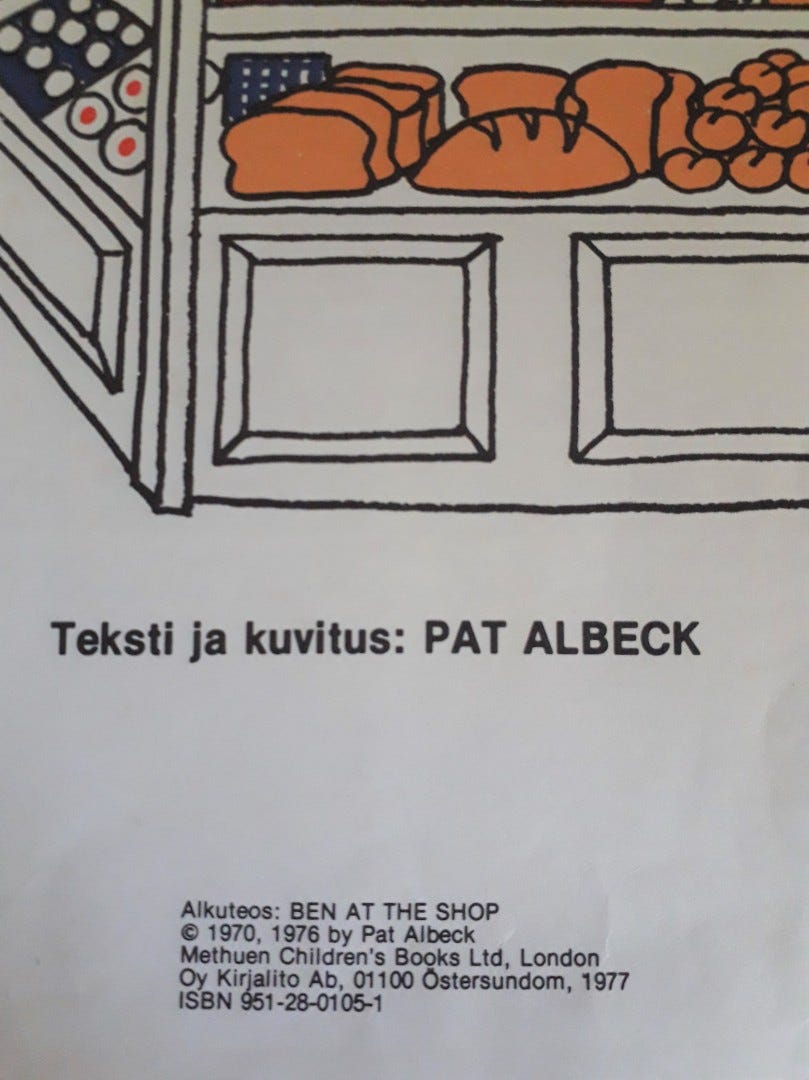 Teksti ja kuvitus: PAT ALBECK
Alkuteos: BEN AT THE SHOP
© 1970, 1976 by Pat Albeck
Methuen Children's Books Ltd, London
Oy Kirjalito Ab, 01100 Östersundom, 1977
ISBN 951-28-0105-1